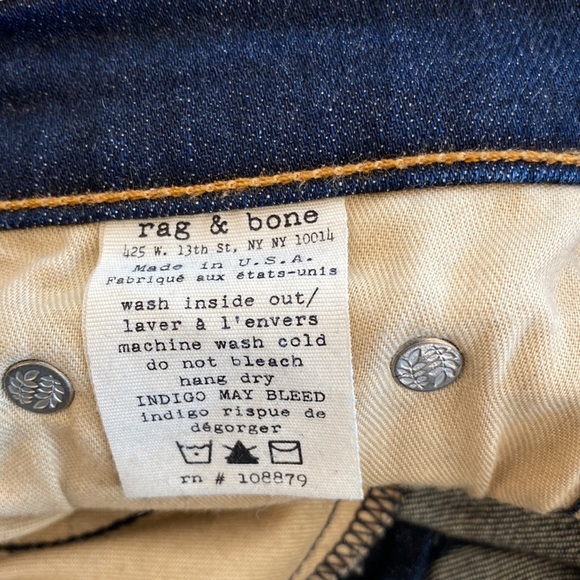 rag & bone
425 W. 13th St, NY NY 10014
Made in U.S.A.
Fabriqué aux états-unis
wash inside out/
laver à l'envers
machine wash cold
do not bleach
hang dry
INDIGO MAY BLEED
indigo rispue de
dégorger
rn # 108879